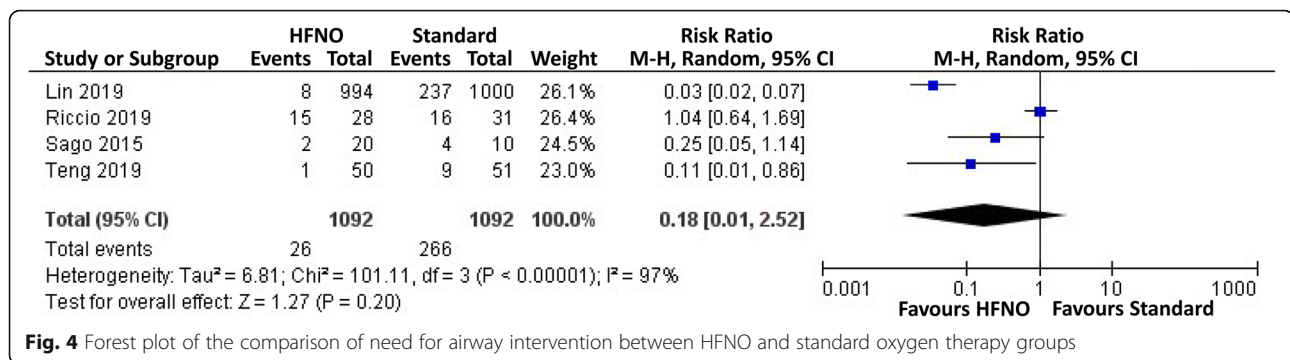 HFNO Standard Risk Ratio Risk Ratio
Study or Subgroup Events Total Events Total Weight M-H, Random, 95% CI M-H, Random, 95% CI
Lin 2019 8 994 237 1000 26.1% 0.03 [0.02, 0.07]
Riccio 2019 15 28 16 31 26.4% 1.04 [0.64, 1.69]
Sago 2015 2 20 4 10 24.5% 0.25 [0.05, 1.14]
Teng 2019 1 50 9 51 23.0% 0.11 [0.01, 0.86]
Total (95% CI) 1092 1092 100.0% 0.18 [0.01, 2.52]
Total events 26 266
Heterogeneity: Tau² = 6.81; Chi² = 101.11, df = 3 (P < 0.00001); I² = 97%
Test for overall effect: Z = 1.27 (P = 0.20)
0.001 0.1 1 10 1000
Favours HFNO Favours Standard
Fig. 4 Forest plot of the comparison of need for airway intervention between HFNO and standard oxygen therapy groups